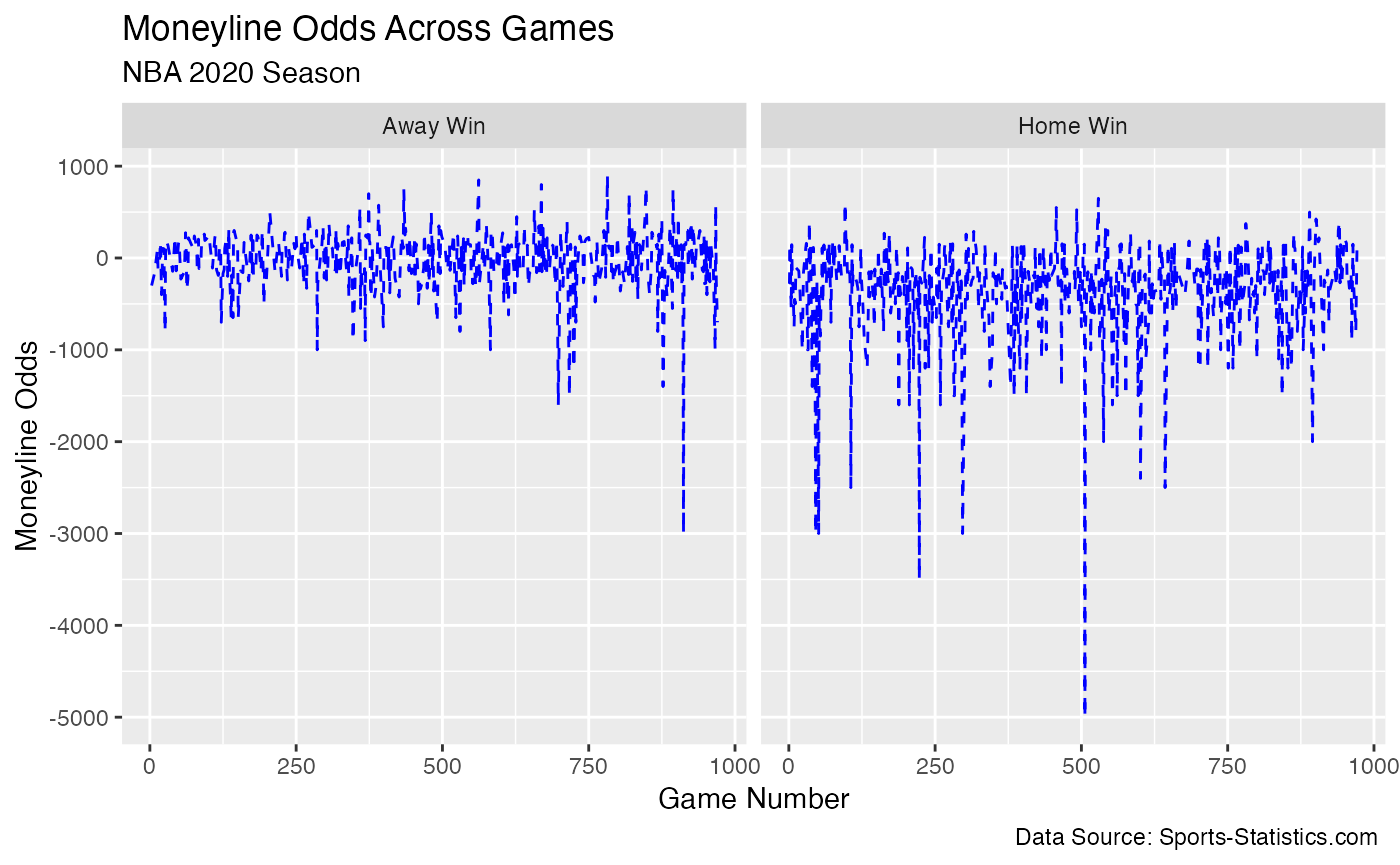 Moneyline Odds Across Games
NBA 2020 Season
Away Win
Home Win
Moneyline Odds
1000
0
-1000
-2000
-3000
-4000
-5000
0 250 500 750 1000
0 250 500 750 1000
Game Number
Data Source: Sports-Statistics.com